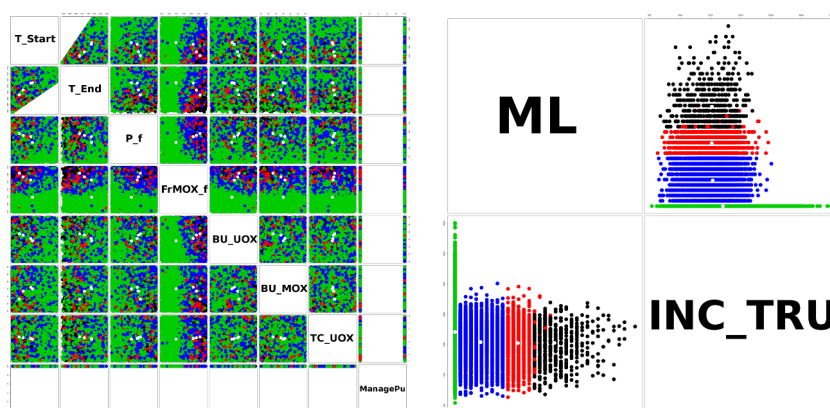 T_Start
T_End
P_f
FrMOX_f
BU_UOX
BU_MOX
TC_UOX
ManagePu
ML
INC_TRU